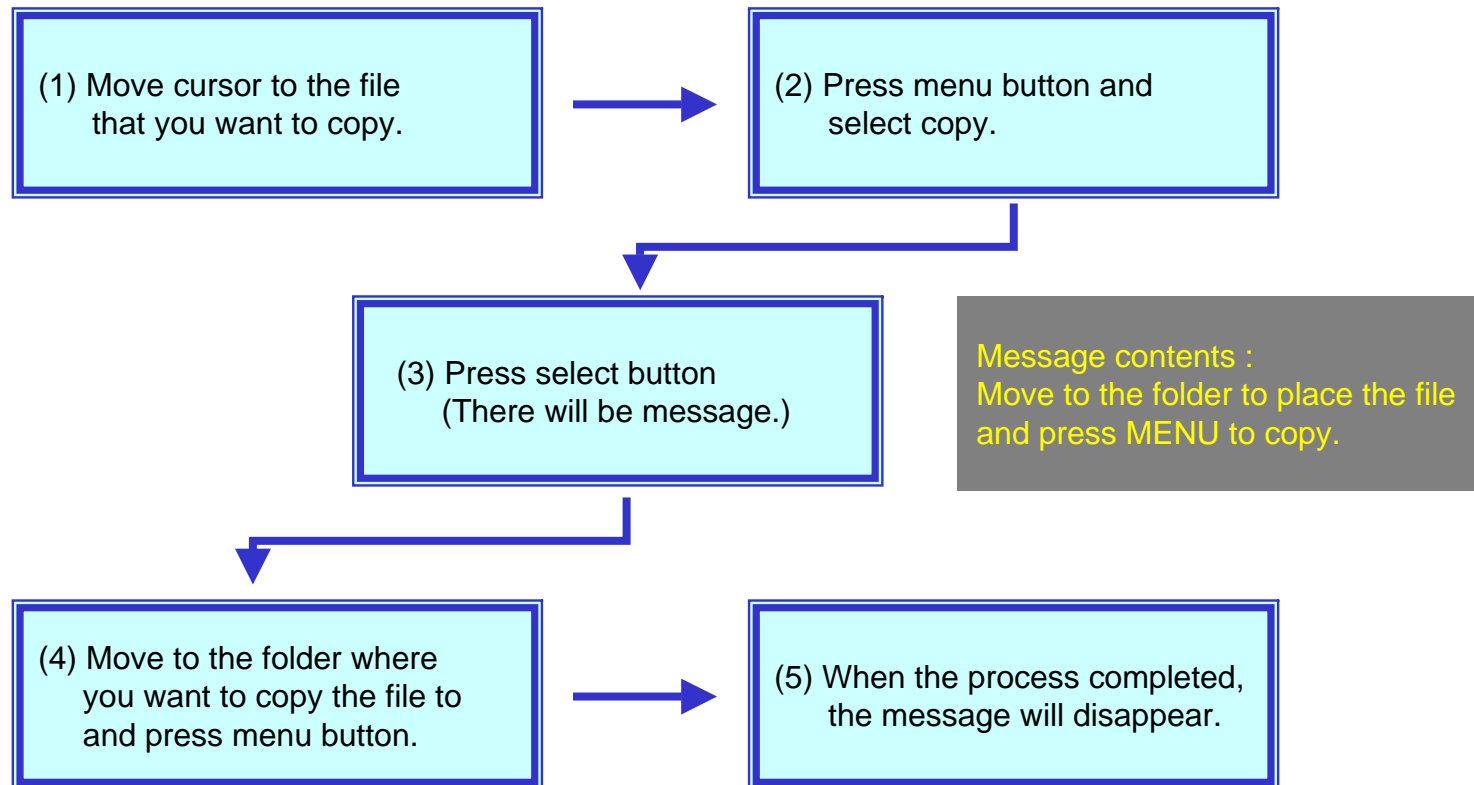 (1) Move cursor to the file
that you want to copy.
(2) Press menu button and
select copy.
(3) Press select button
(There will be message.)
Message contents :
Move to the folder to place the file
and press MENU to copy.
(4) Move to the folder where
you want to copy the file to
and press menu button.
(5) When the process completed,
the message will disappear.